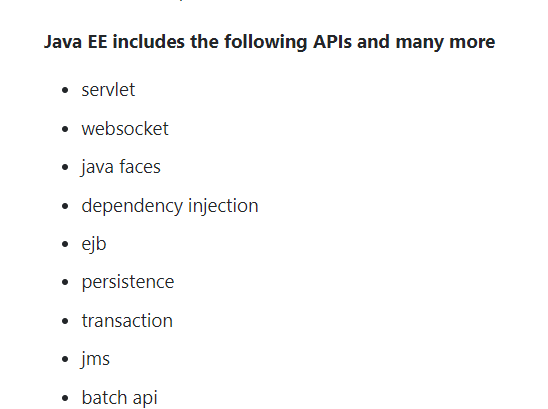 Java EE includes the following APIs and many more
• servlet
• websocket
• java faces
• dependency injection
• ejb
• persistence
• transaction
• jms
• batch api